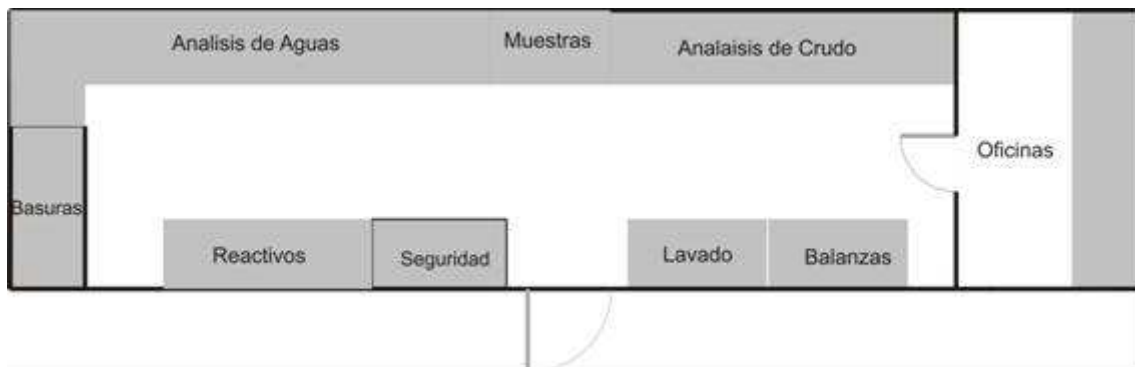 Analisis de Aguas
Muestras
Analaisis de Crudo
Oficinas
Basuras
Reactivos
Seguridad
Lavado
Balanzas